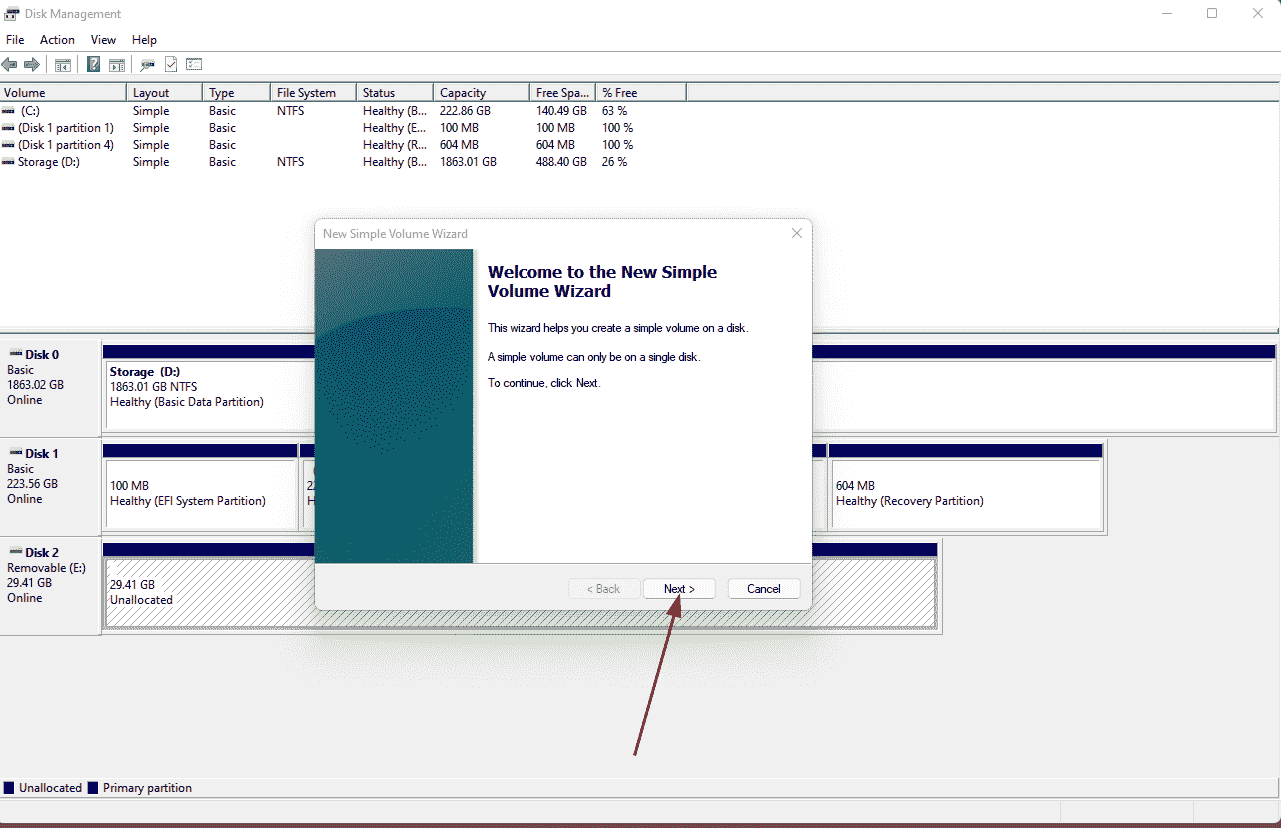 Disk Management
File Action View Help
Volume Layout Type File System Status Capacity Free Spa... % Free
(C:) Simple Basic NTFS Healthy (B... 222.86 GB 140.49 GB 63 %
(Disk 1 partition 1) Simple Basic Healthy (E... 100 MB 100 MB 100 %
(Disk 1 partition 4) Simple Basic Healthy (R... 604 MB 604 MB 100 %
Storage (D:) Simple Basic NTFS Healthy (B... 1863.01 GB 488.40 GB 26 %
New Simple Volume Wizard
Welcome to the New Simple
Volume Wizard
This wizard helps you create a simple volume on a disk.
A simple volume can only be on a single disk.
To continue, click Next.
< Back Next > Cancel
Disk 0
Basic
1863.02 GB
Online
Storage (D:)
1863.01 GB NTFS
Healthy (Basic Data Partition)
Disk 1
Basic
223.56 GB
Online
100 MB
Healthy (EFI System Partition)
604 MB
Healthy (Recovery Partition)
Disk 2
Removable (E:)
29.41 GB
Online
29.41 GB
Unallocated
Unallocated Primary partition